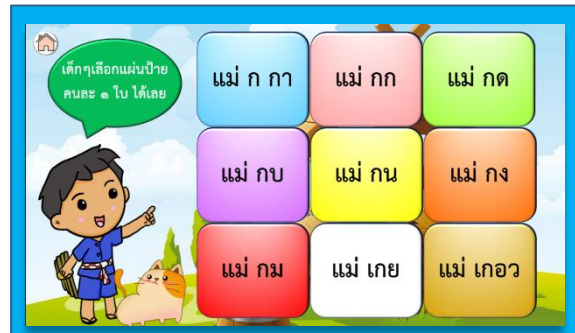 เด็กๆเลือกแผ่นป้าย
คนละ ๑ ใบ ได้เลย
แม่ ก กา
แม่ กก
แม่ กด
แม่ กบ
แม่ กน
แม่ กง
แม่ กม
แม่ เกย
แม่ เกอว